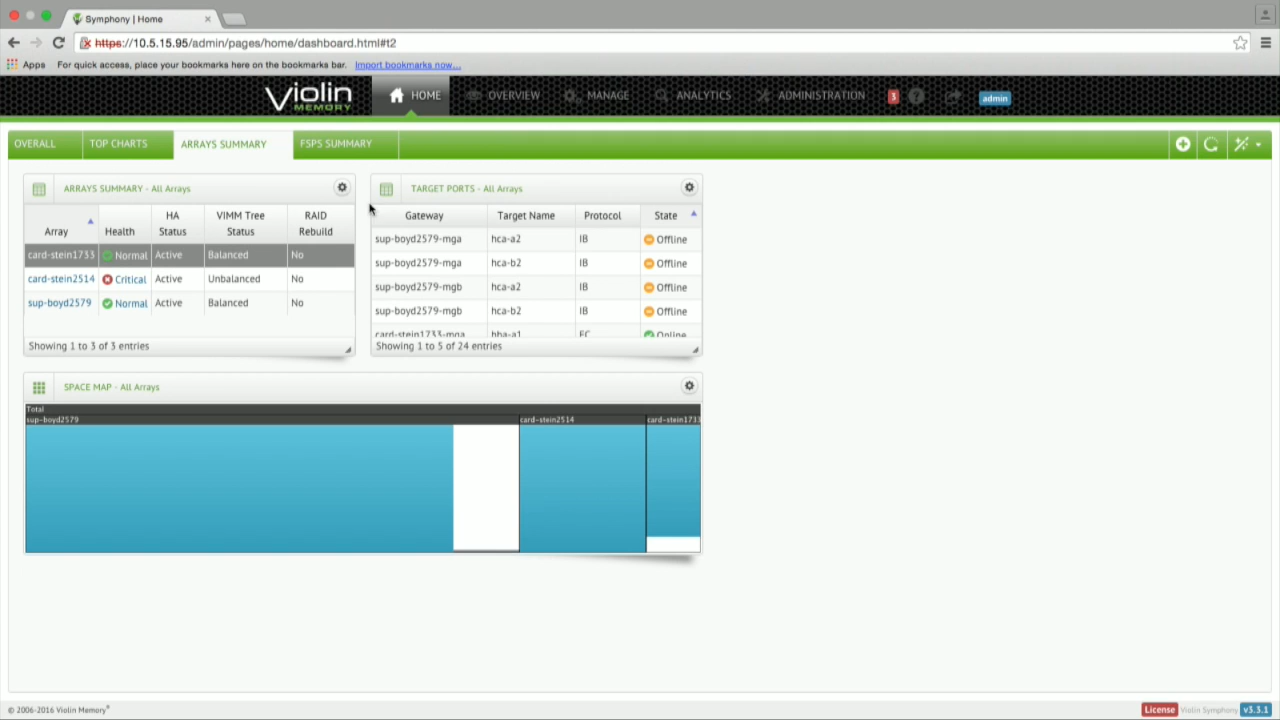 Symphony | Home
https://10.5.15.95/admin/pages/home/dashboard.html#t2
Apps For quick access, place your bookmarks here on the bookmarks bar. Import bookmarks now...
Violin MEMORY HOME OVERVIEW MANAGE ANALYTICS ADMINISTRATION 3 ? admin
OVERALL TOP CHARTS ARRAYS SUMMARY FSPS SUMMARY
ARRAYS SUMMARY - All Arrays
Array Health HA Status VIMM Tree Status RAID Rebuild
card-stein1733 Normal Active Balanced No
card-stein2514 Critical Active Unbalanced No
sup-boyd2579 Normal Active Balanced No
Showing 1 to 3 of 3 entries
TARGET PORTS - All Arrays
Gateway Target Name Protocol State
sup-boyd2579-mga hca-a2 IB Offline
sup-boyd2579-mga hca-b2 IB Offline
sup-boyd2579-mgb hca-a2 IB Offline
sup-boyd2579-mgb hca-b2 IB Offline
card-stein1733-mga hba-a1 FC Online
Showing 1 to 5 of 24 entries
SPACE MAP - All Arrays
Total
sup-boyd2579 card-stein2514 card-stein1733
© 2006-2016 Violin Memory® License Violin Symphony v3.3.1